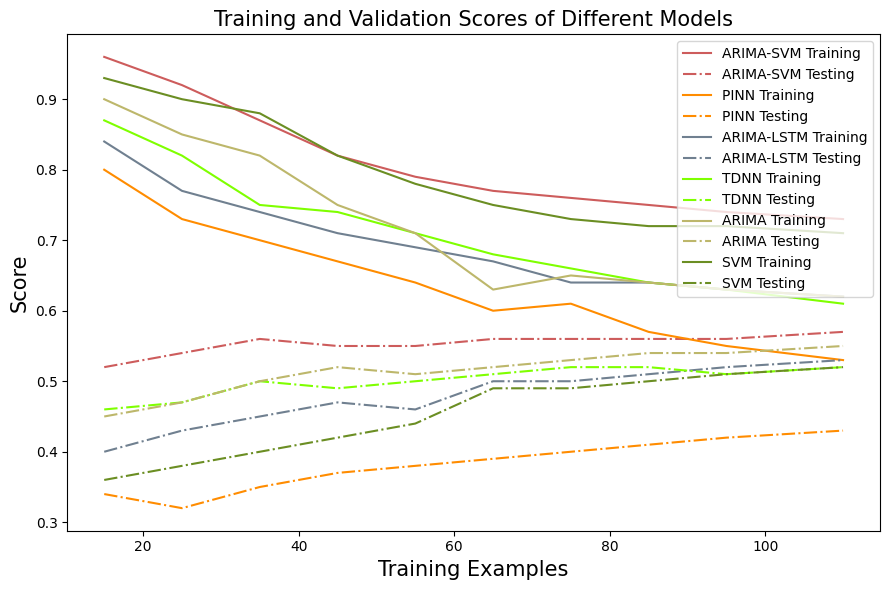 Training and Validation Scores of Different Models
ARIMA-SVM Training
ARIMA-SVM Testing
PINN Training
PINN Testing
ARIMA-LSTM Training
ARIMA-LSTM Testing
TDNN Training
TDNN Testing
ARIMA Training
ARIMA Testing
SVM Training
SVM Testing
Score
0.9
0.8
0.7
0.6
0.5
0.4
0.3
20 40 60 80 100
Training Examples